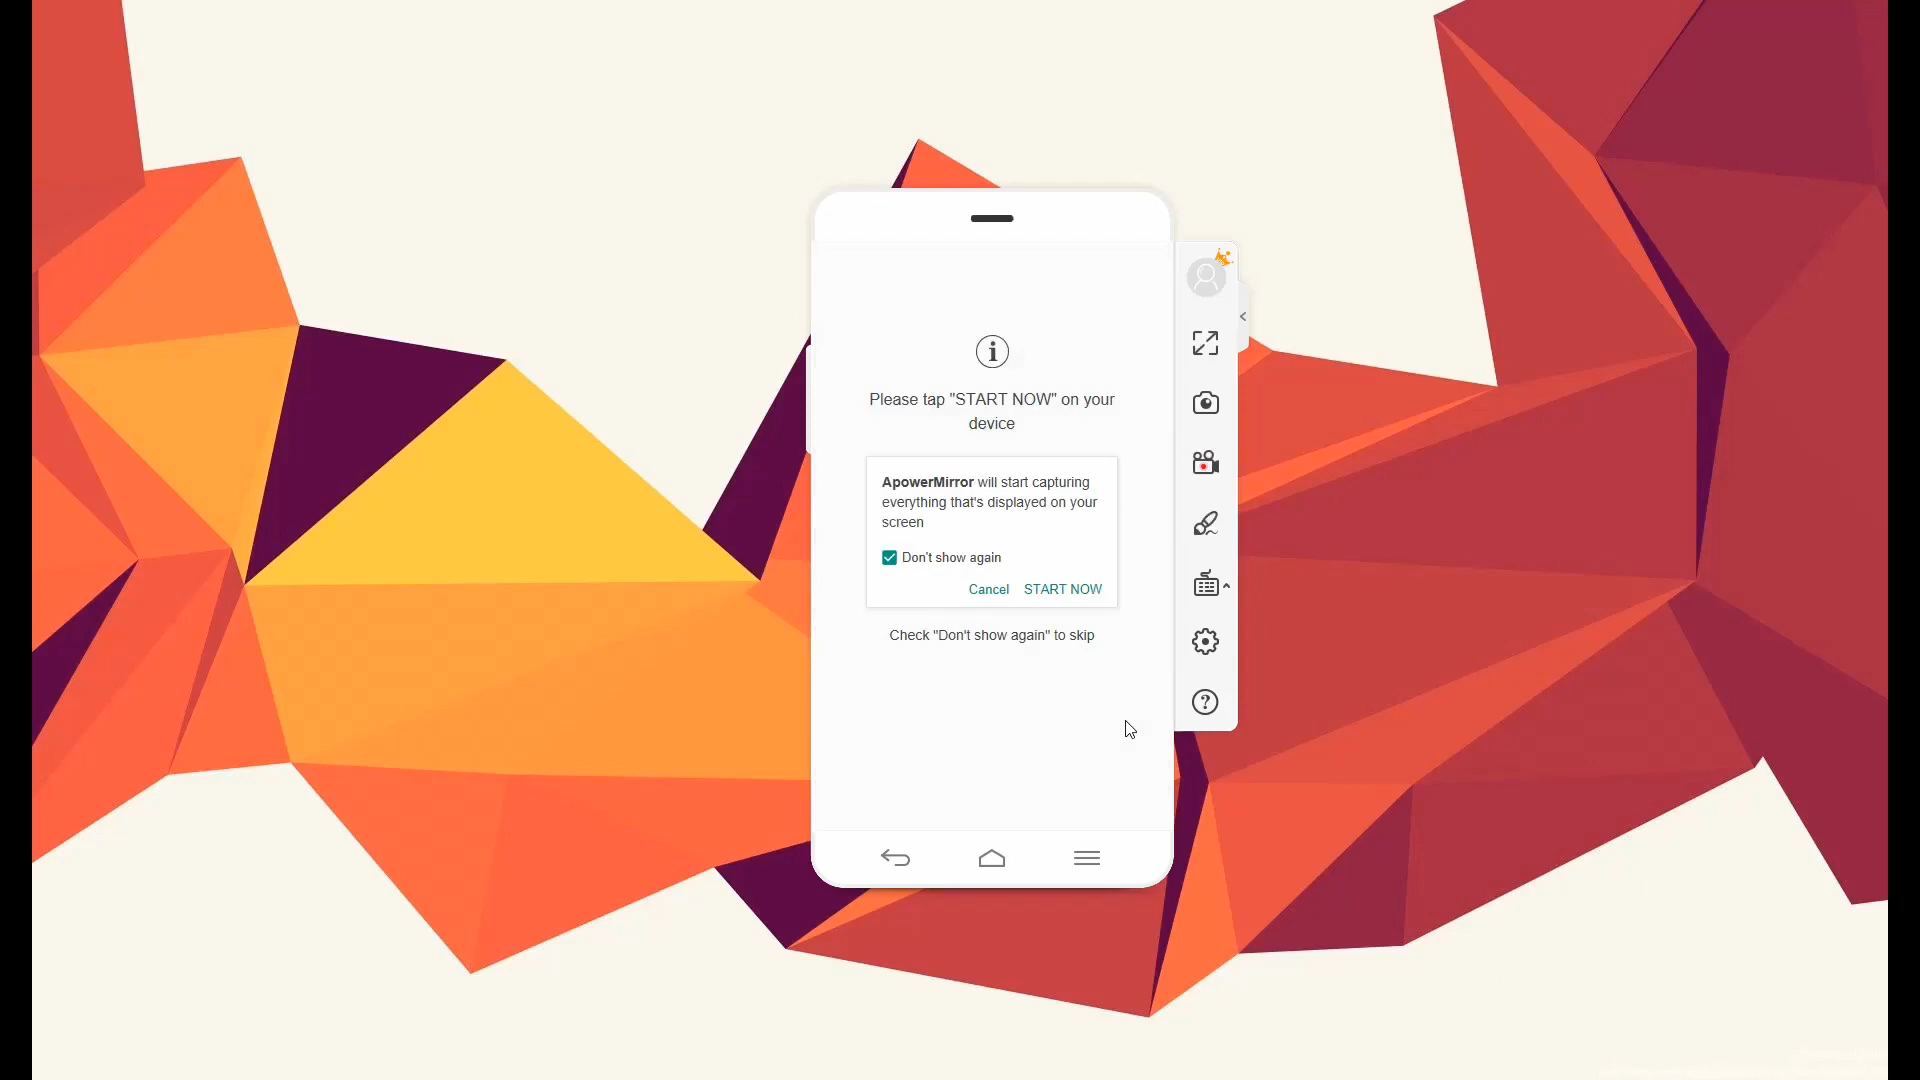 Please tap "START NOW" on your
device
ApowerMirror will start capturing
everything that's displayed on your
screen
Don't show again
Cancel START NOW
Check "Don't show again" to skip